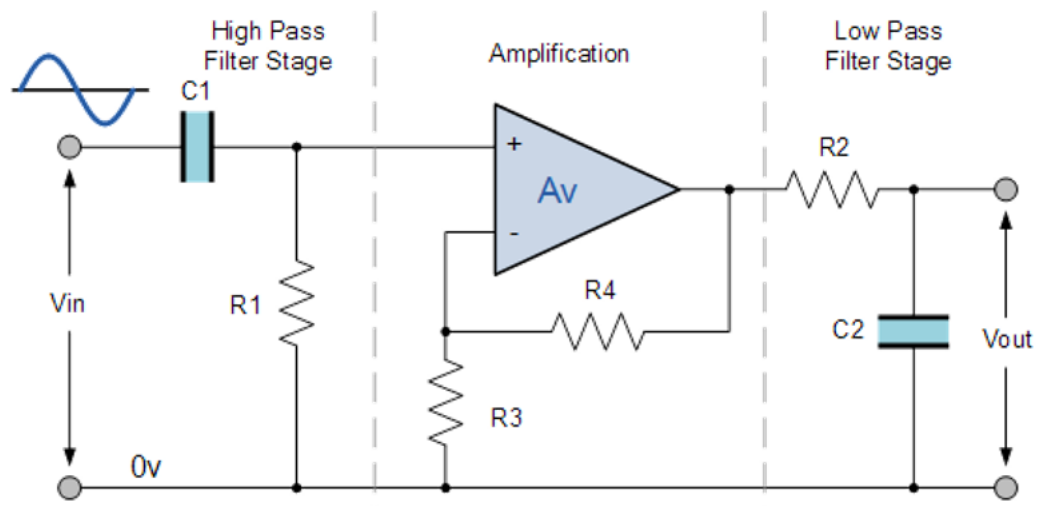 High Pass
Filter Stage
Amplification
Low Pass
Filter Stage
C1
+
Av
-
R2
R4
Vin
R1
C2
Vout
R3
0v